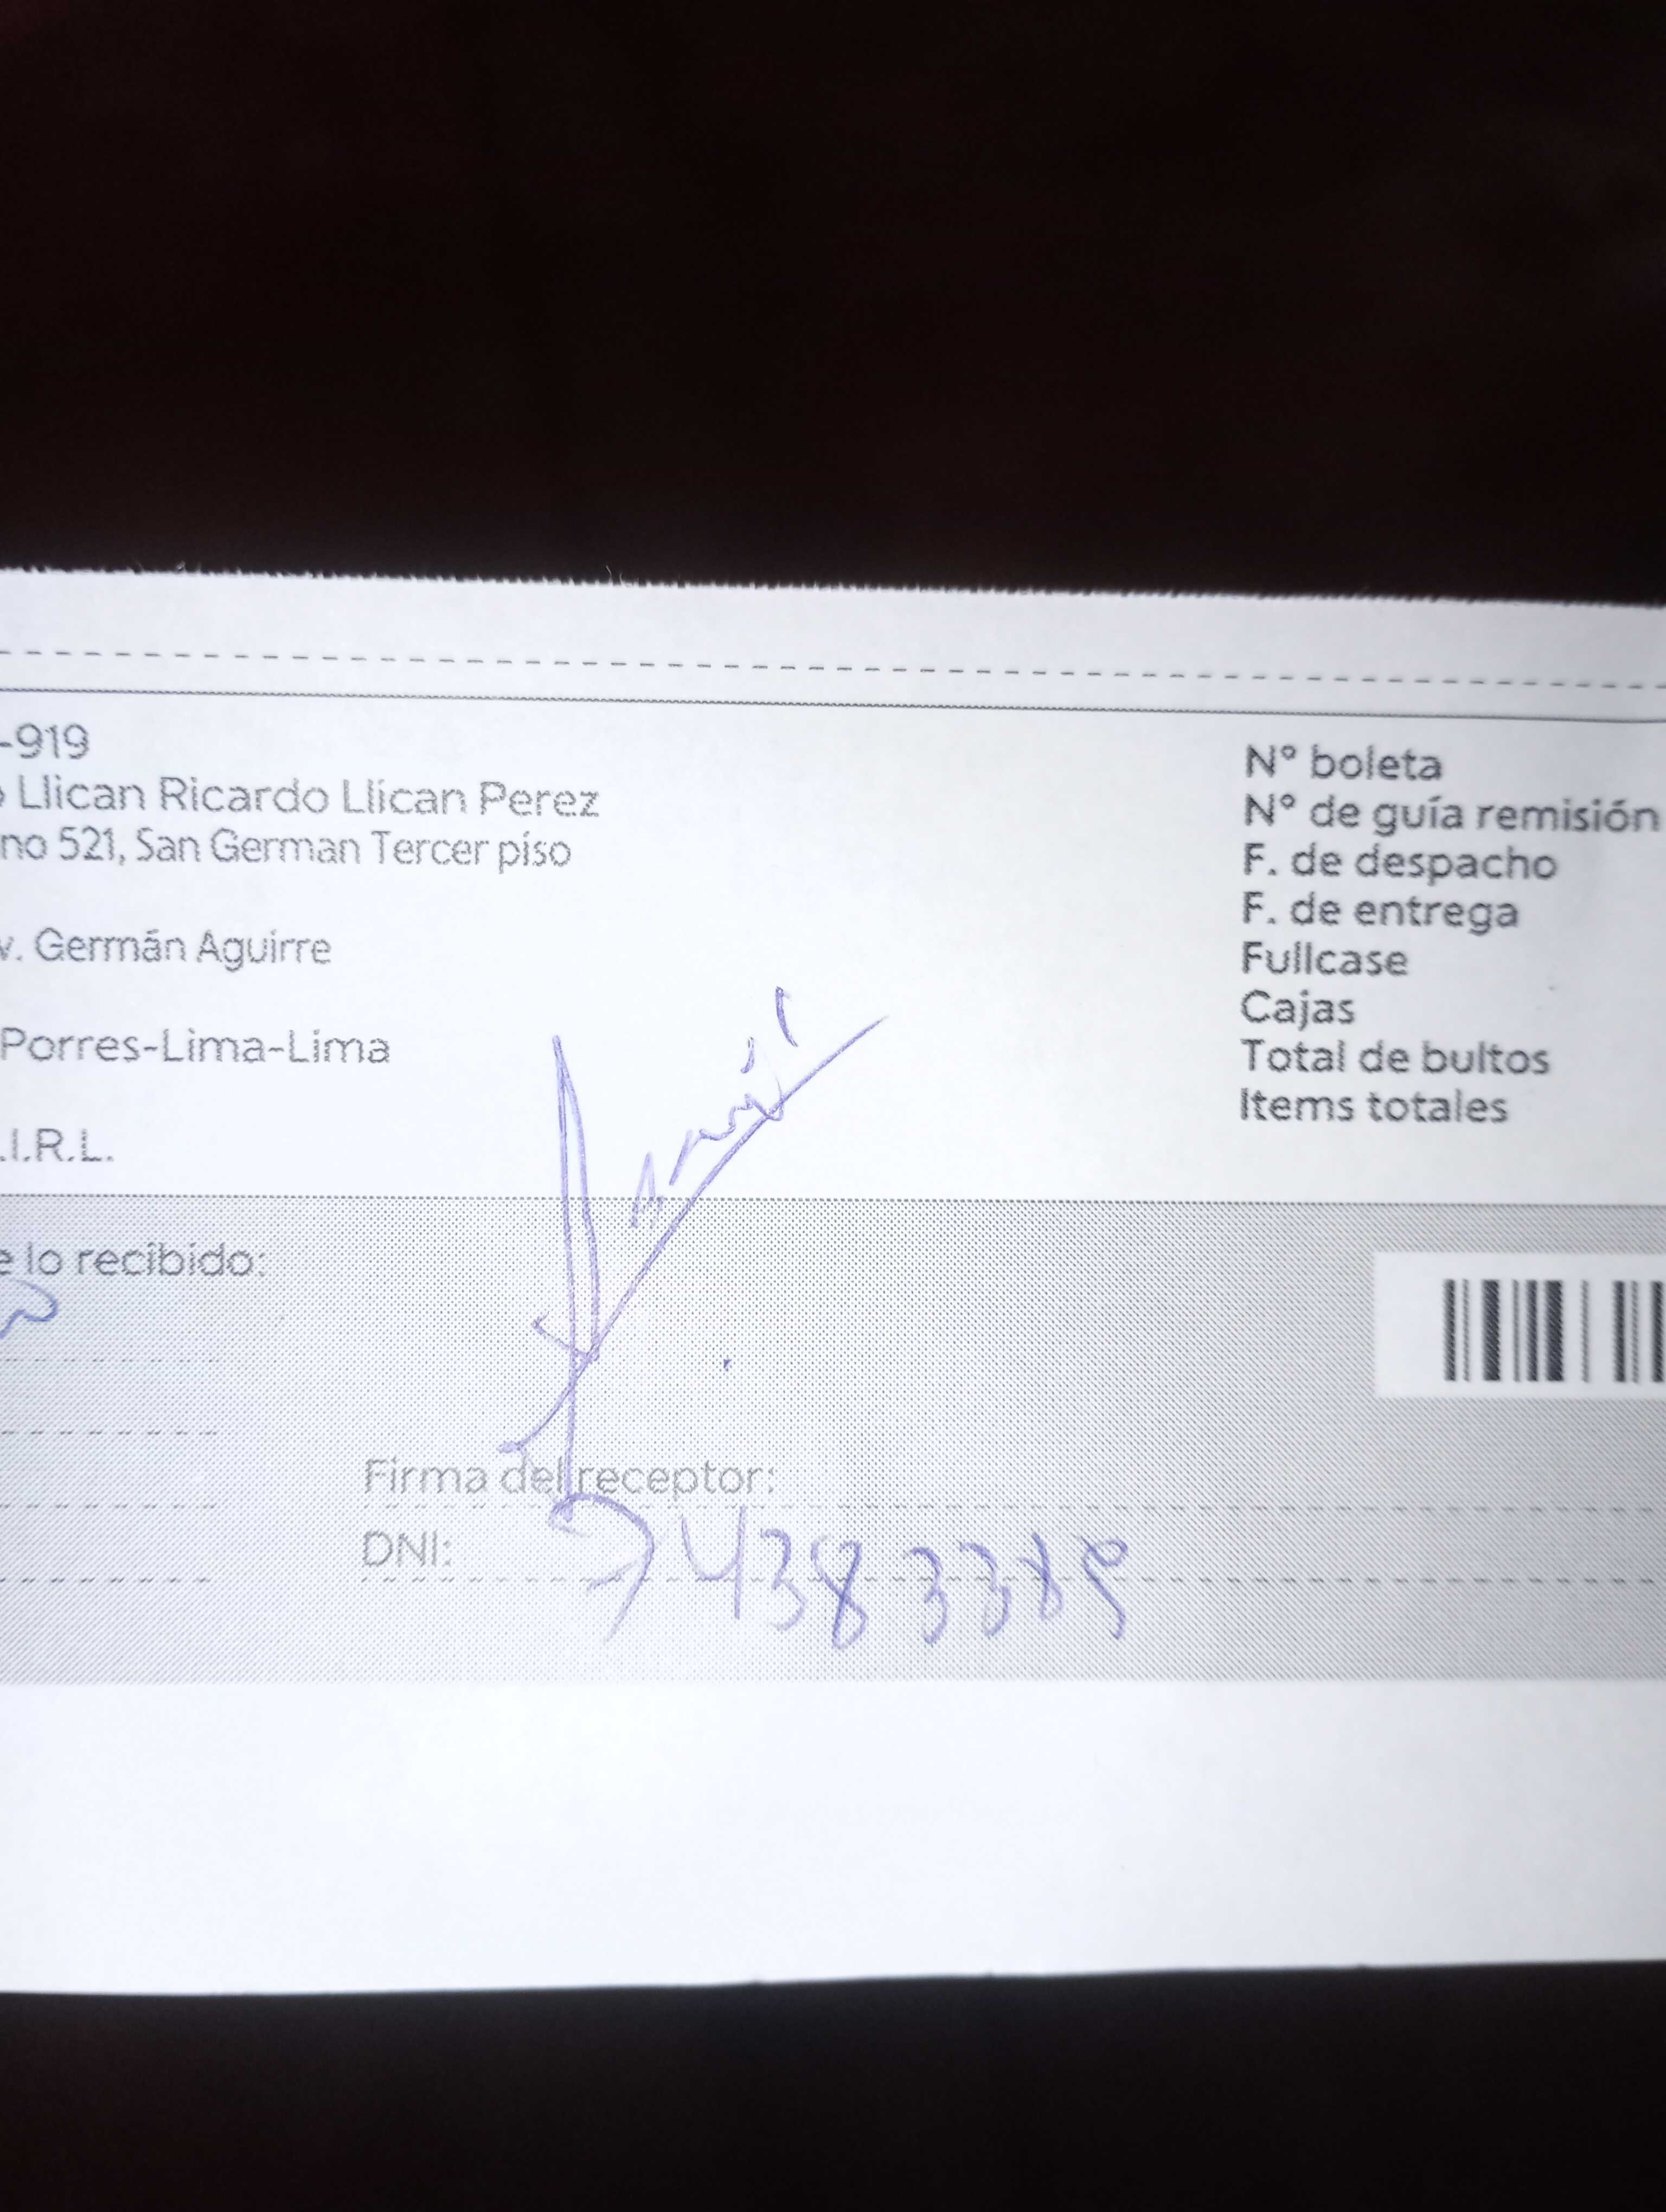 -919
Llican Ricardo Llican Perez
no 521, San German Tercer piso
v. Germán Aguirre
Porres-Lima-Lima
.I.R.L.
N° boleta
N° de guía remisión
F. de despacho
F. de entrega
Fullcase
Cajas
Total de bultos
Items totales
e lo recibido:
Firma del receptor:
DNI: 74383389